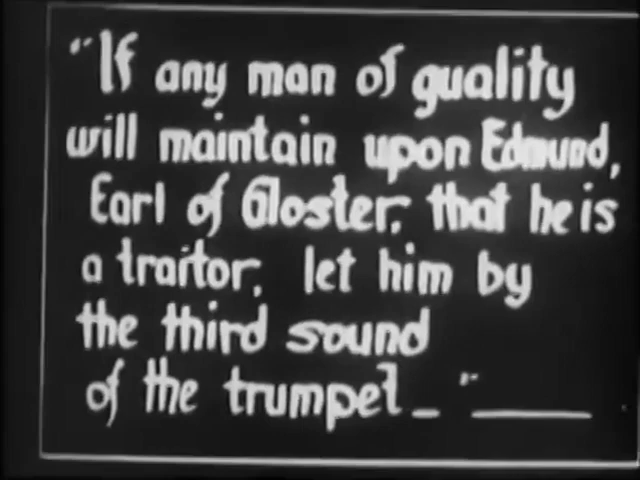 "If any man of quality
will maintain upon Edmund,
Earl of Gloster, that he is
a traitor, let him by
the third sound
of the trumpet_ "